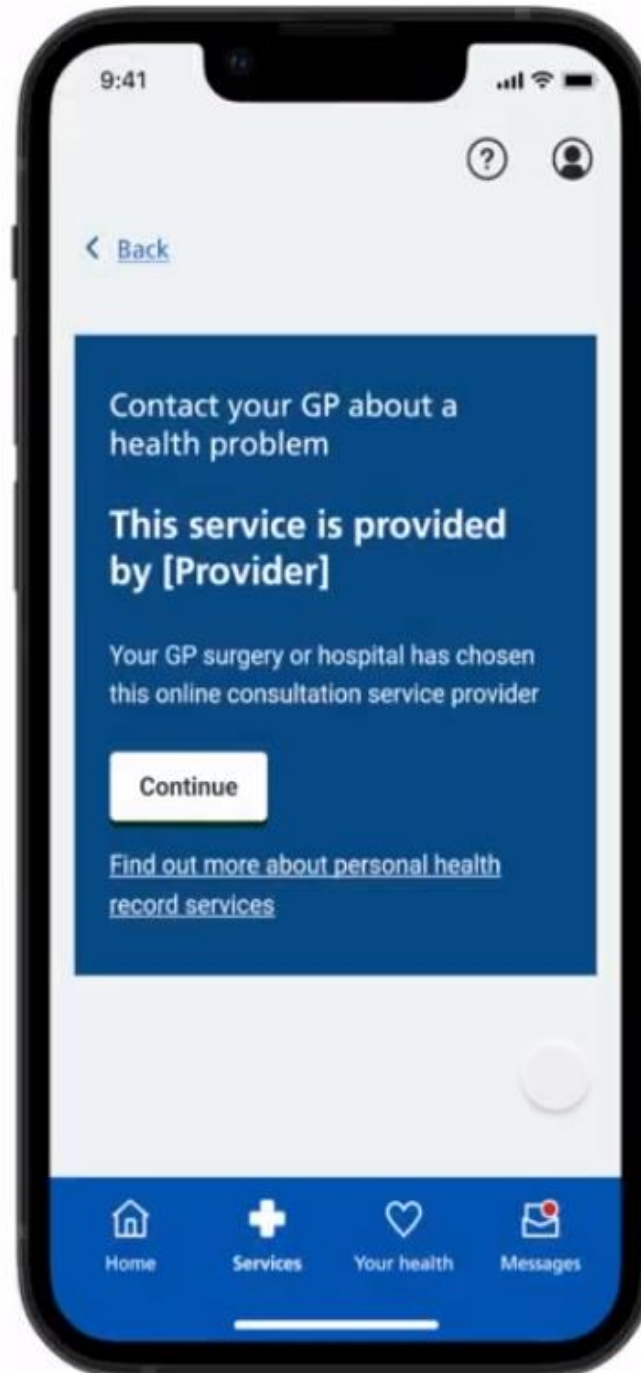 9:41
?
Back
Contact your GP about a
health problem
This service is provided
by [Provider]
Your GP surgery or hospital has chosen
this online consultation service provider
Continue
Find out more about personal health
record services
Home Services Your health Messages